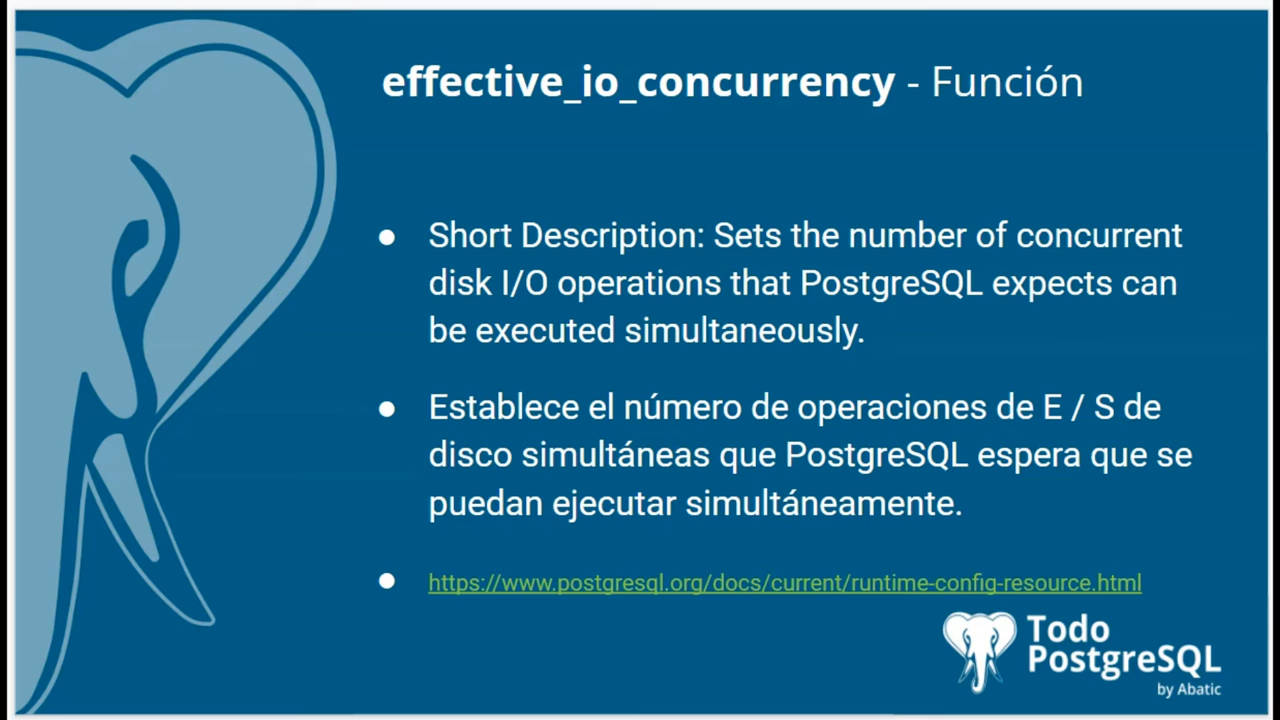 effective_io_concurrency - Función
● Short Description: Sets the number of concurrent
disk I/O operations that PostgreSQL expects can
be executed simultaneously.
● Establece el número de operaciones de E / S de
disco simultáneas que PostgreSQL espera que se
puedan ejecutar simultáneamente.
● https://www.postgresql.org/docs/current/runtime-config-resource.html
Todo
PostgreSQL
by Abatic